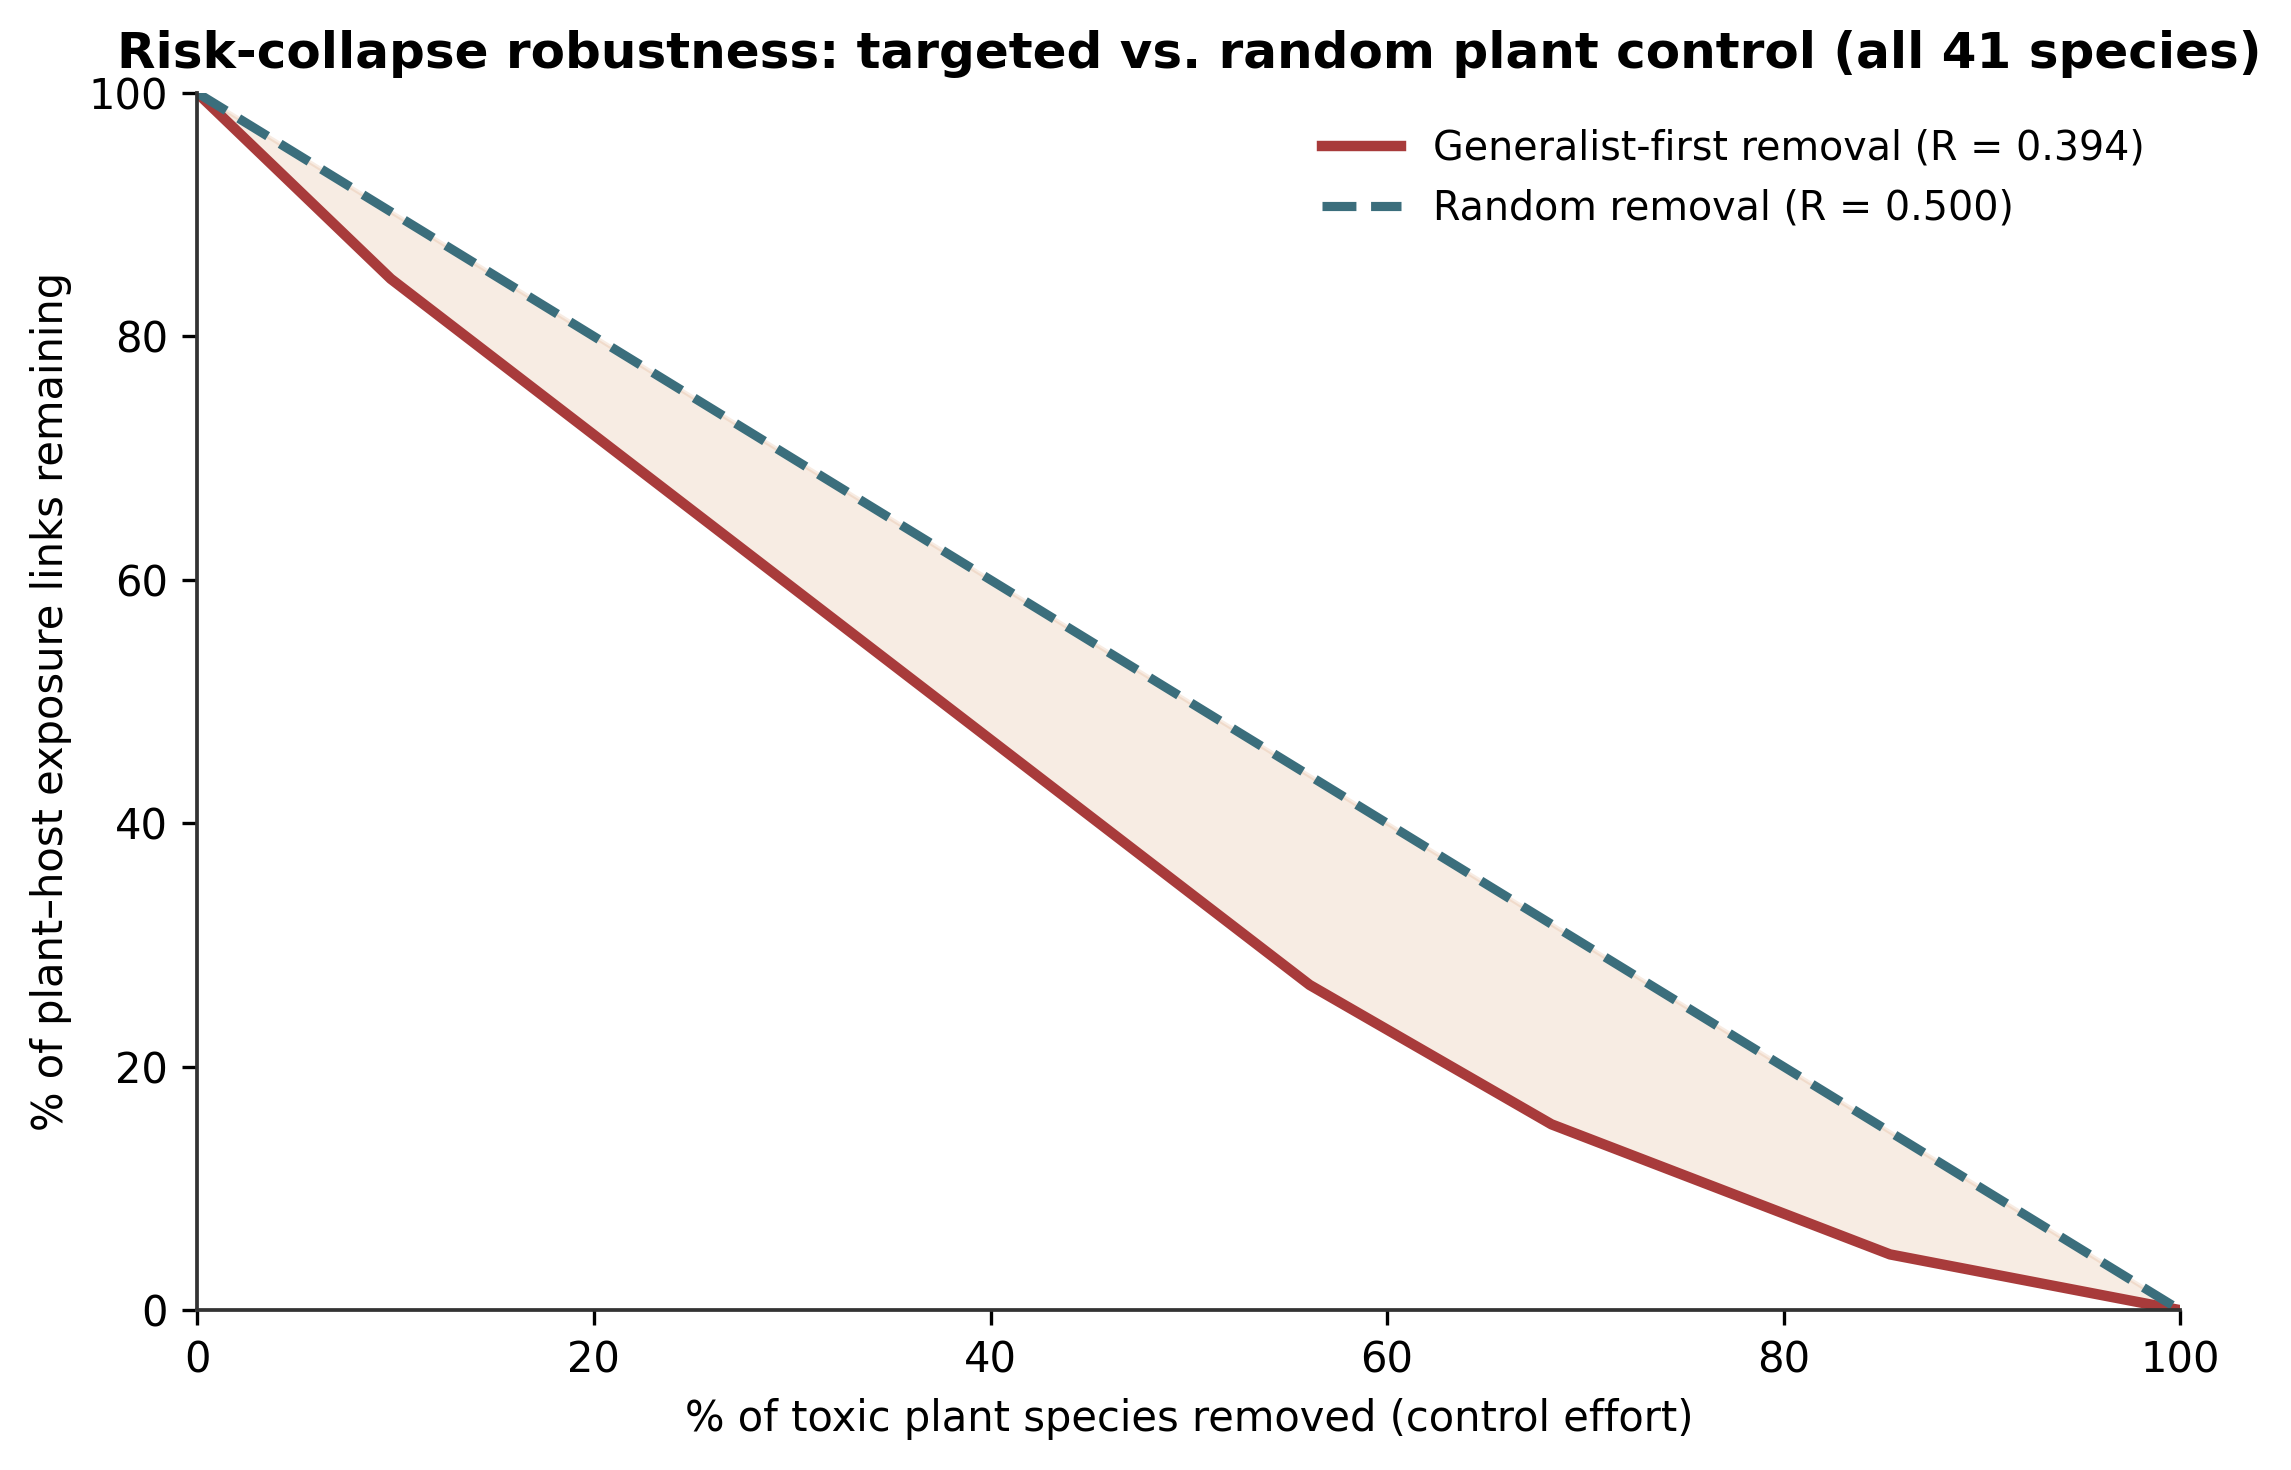 Risk-collapse robustness: targeted vs. random plant control (all 41 species)
Generalist-first removal (R = 0.394)
Random removal (R = 0.500)
% of plant–host exposure links remaining
100
80
60
40
20
0
0 20 40 60 80 100
% of toxic plant species removed (control effort)